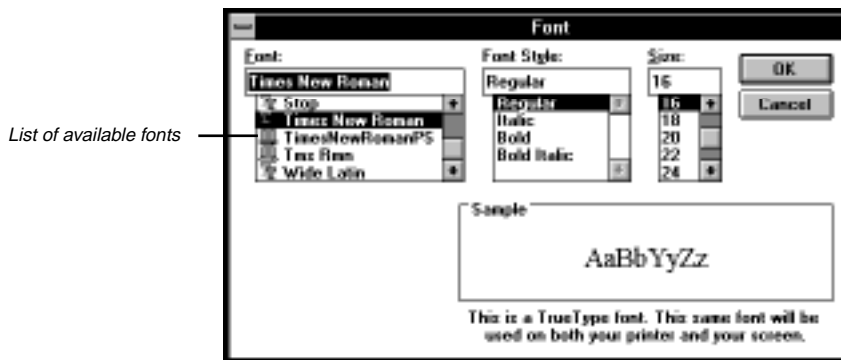 Font
Font:
Font Style:
Size:
Times New Roman
Regular
16
OK
Cancel
Stop
Times New Roman
TimesNewRomanPS
Tms Rmn
Wide Latin
Regular
Italic
Bold
Bold Italic
16
18
20
22
24
List of available fonts
Sample
AaBbYyZz
This is a TrueType font. This same font will be
used on both your printer and your screen.